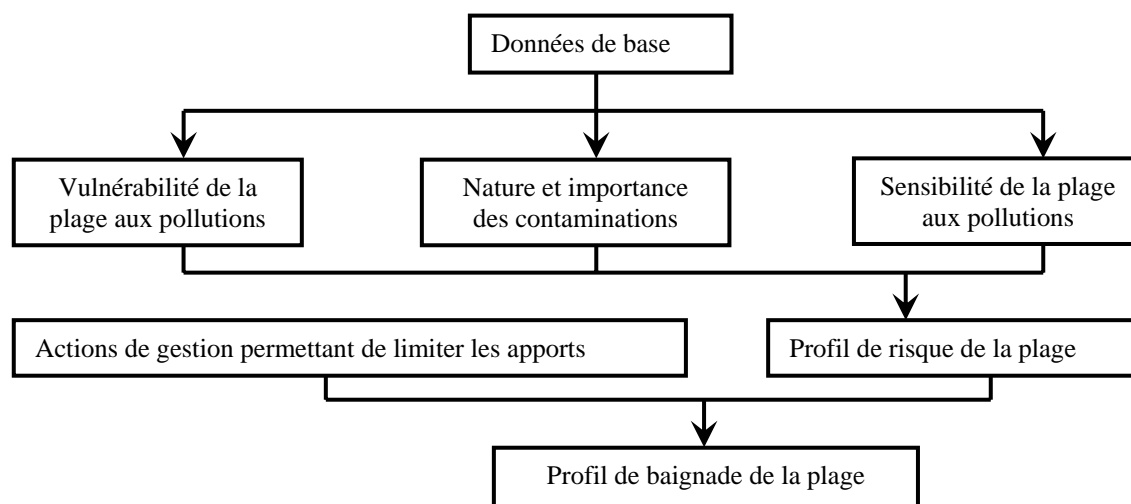 Données de base
Vulnérabilité de la
plage aux pollutions
Nature et importance
des contaminations
Sensibilité de la plage
aux pollutions
Actions de gestion permettant de limiter les apports
Profil de risque de la plage
Profil de baignade de la plage